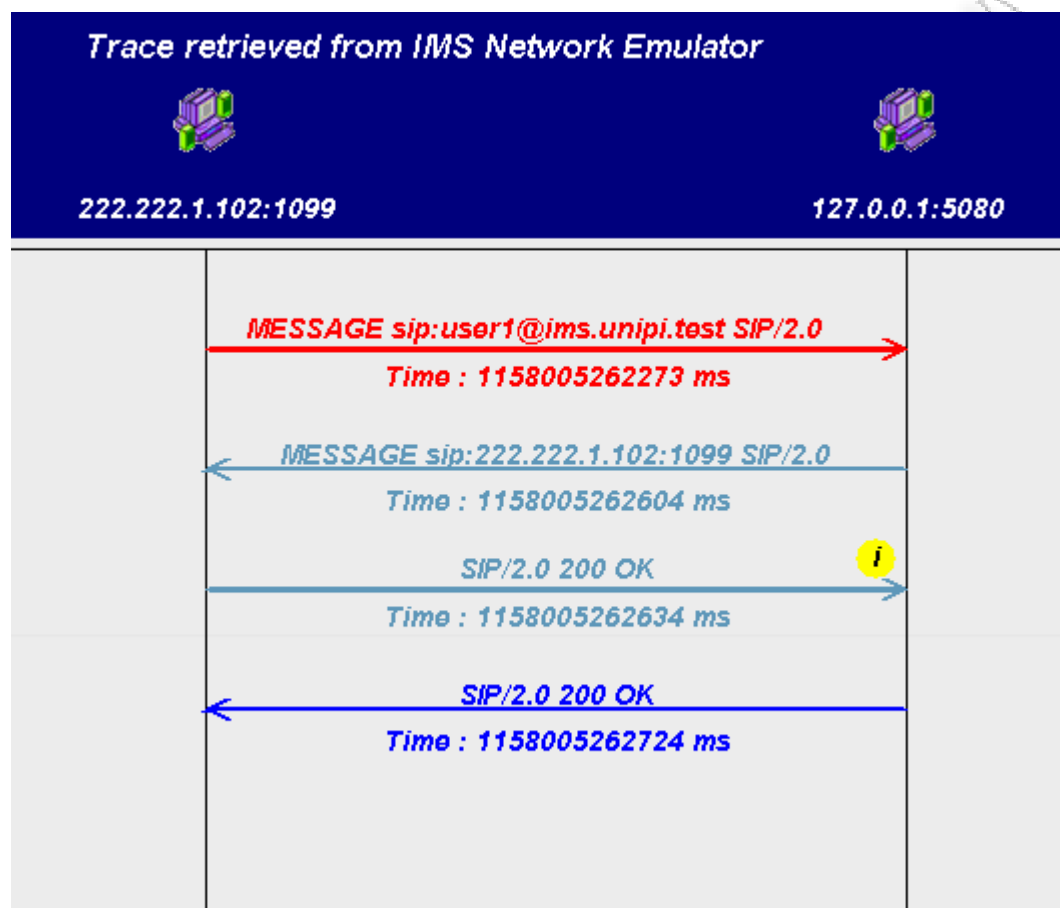 Trace retrieved from IMS Network Emulator
222.222.1.102:1099
127.0.0.1:5080
MESSAGE sip:user1@ims.unipi.test SIP/2.0
Time : 1158005262273 ms
MESSAGE sip:222.222.1.102:1099 SIP/2.0
Time : 1158005262604 ms
i
SIP/2.0 200 OK
Time : 1158005262634 ms
SIP/2.0 200 OK
Time : 1158005262724 ms